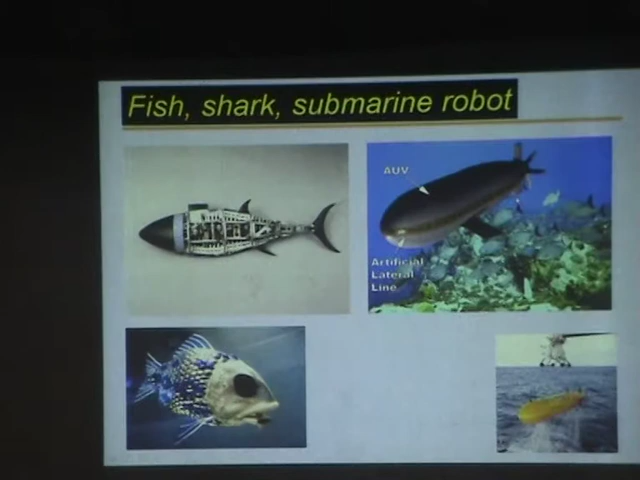 Fish, shark, submarine robot
AUV
Artificial
Lateral
Line